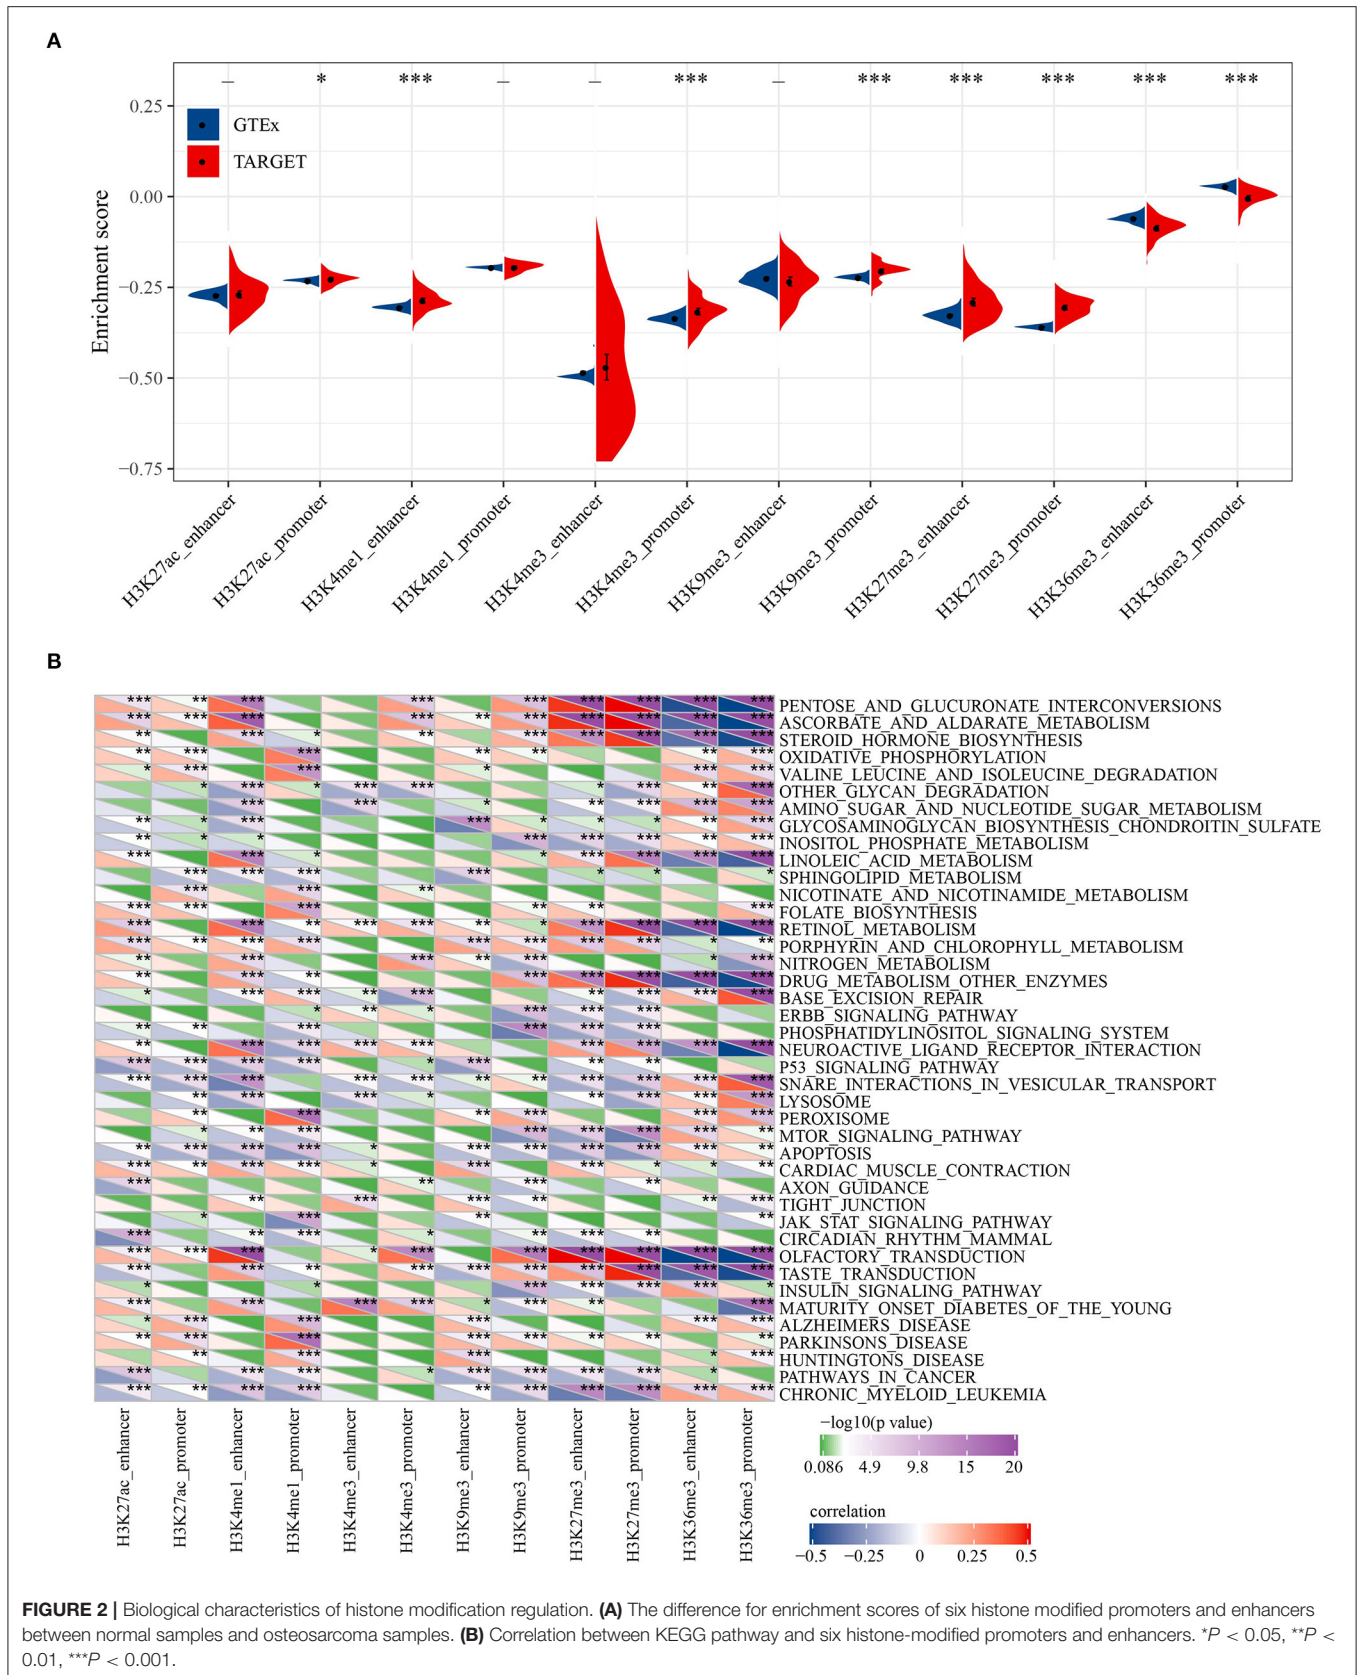 A
— * *** — — *** — *** *** *** *** ***
0.25
0.00
−0.25
−0.50
−0.75
Enrichment score
GTEx
TARGET
H3K27ac_enhancer
H3K27ac_promoter
H3K4me1_enhancer
H3K4me1_promoter
H3K4me3_enhancer
H3K4me3_promoter
H3K9me3_enhancer
H3K9me3_promoter
H3K27me3_enhancer
H3K27me3_promoter
H3K36me3_enhancer
H3K36me3_promoter
B
PENTOSE_AND_GLUCURONATE_INTERCONVERSIONS
ASCORBATE_AND_ALDARATE_METABOLISM
STEROID_HORMONE_BIOSYNTHESIS
OXIDATIVE_PHOSPHORYLATION
VALINE_LEUCINE_AND_ISOLEUCINE_DEGRADATION
OTHER_GLYCAN_DEGRADATION
AMINO_SUGAR_AND_NUCLEOTIDE_SUGAR_METABOLISM
GLYCOSAMINOGLYCAN_BIOSYNTHESIS_CHONDROITIN_SULFATE
INOSITOL_PHOSPHATE_METABOLISM
LINOLEIC_ACID_METABOLISM
SPHINGOLIPID_METABOLISM
NICOTINATE_AND_NICOTINAMIDE_METABOLISM
FOLATE_BIOSYNTHESIS
RETINOL_METABOLISM
PORPHYRIN_AND_CHLOROPHYLL_METABOLISM
NITROGEN_METABOLISM
DRUG_METABOLISM_OTHER_ENZYMES
BASE_EXCISION_REPAIR
ERBB_SIGNALING_PATHWAY
PHOSPHATIDYLINOSITOL_SIGNALING_SYSTEM
NEUROACTIVE_LIGAND_RECEPTOR_INTERACTION
P53_SIGNALING_PATHWAY
SNARE_INTERACTIONS_IN_VESICULAR_TRANSPORT
LYSOSOME
PEROXISOME
MTOR_SIGNALING_PATHWAY
APOPTOSIS
CARDIAC_MUSCLE_CONTRACTION
AXON_GUIDANCE
TIGHT_JUNCTION
JAK_STAT_SIGNALING_PATHWAY
CIRCADIAN_RHYTHM_MAMMAL
OLFACTORY_TRANSDUCTION
TASTE_TRANSDUCTION
INSULIN_SIGNALING_PATHWAY
MATURITY_ONSET_DIABETES_OF_THE_YOUNG
ALZHEIMERS_DISEASE
PARKINSONS_DISEASE
HUNTINGTONS_DISEASE
PATHWAYS_IN_CANCER
CHRONIC_MYELOID_LEUKEMIA
H3K27ac_enhancer
H3K27ac_promoter
H3K4me1_enhancer
H3K4me1_promoter
H3K4me3_enhancer
H3K4me3_promoter
H3K9me3_enhancer
H3K9me3_promoter
H3K27me3_enhancer
H3K27me3_promoter
H3K36me3_enhancer
H3K36me3_promoter
−log10(p value)
0.086 4.9 9.8 15 20
correlation
−0.5 −0.25 0 0.25 0.5
FIGURE 2 | Biological characteristics of histone modification regulation. (A) The difference for enrichment scores of six histone modified promoters and enhancers
between normal samples and osteosarcoma samples. (B) Correlation between KEGG pathway and six histone-modified promoters and enhancers. *P < 0.05, **P <
0.01, ***P < 0.001.